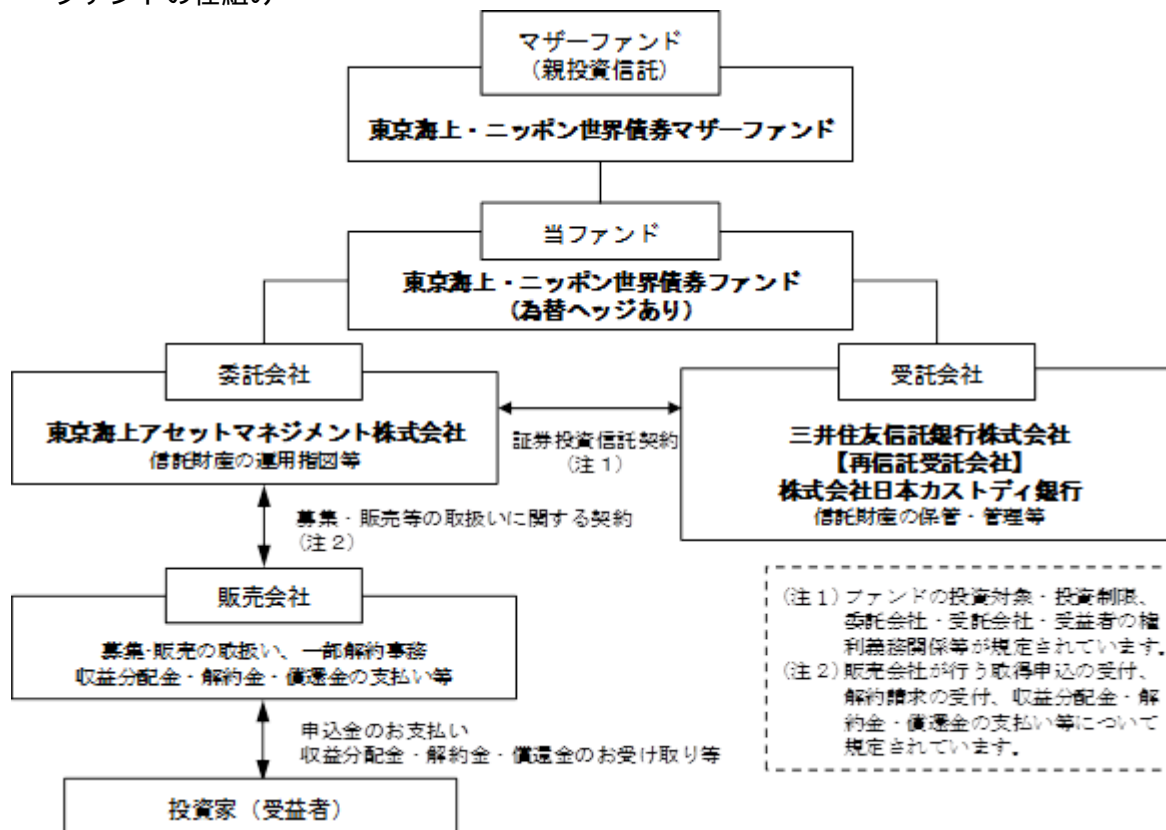 ファンドの仕組み
マザーファンド
（親投資信託）
東京海上・ニッポン世界債券マザーファンド
当ファンド
東京海上・ニッポン世界債券ファンド
（為替ヘッジあり）
委託会社
東京海上アセットマネジメント株式会社
信託財産の運用指図等
証券投資信託契約
（注１）
受託会社
三井住友信託銀行株式会社
【再信託受託会社】
株式会社日本カストディ銀行
信託財産の保管・管理等
募集・販売等の取扱いに関する契約
（注２）
販売会社
募集・販売の取扱い、一部解約事務
収益分配金・解約金・償還金の支払い等
（注１）ファンドの投資対象・投資制限、
委託会社・受託会社・受益者の権
利義務関係等が規定されています。
（注２）販売会社が行う取得申込の受付、
解約請求の受付、収益分配金・解
約金・償還金の支払い等について
規定されています。
申込金のお支払い
収益分配金・解約金・償還金のお受け取り等
投資家（受益者）